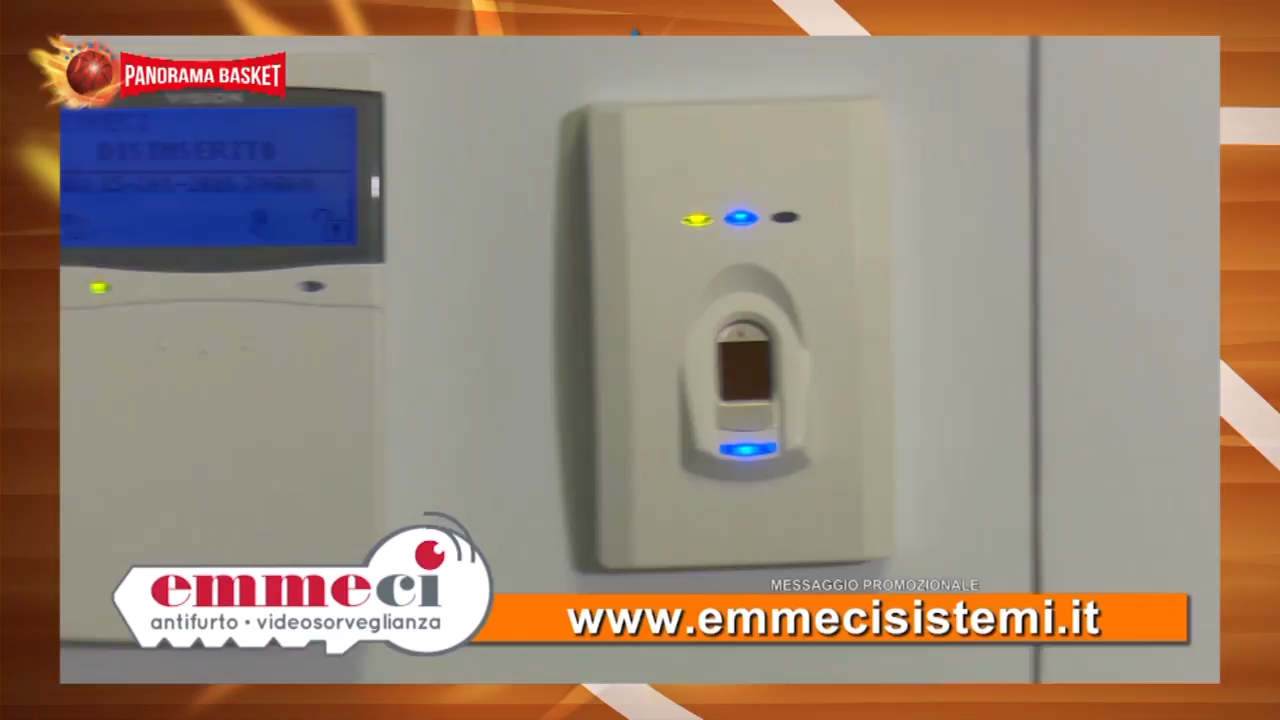 PANORAMA BASKET
DISINSERITO
MESSAGGIO PROMOZIONALE
emmeci
antifurto • videosorveglianza
www.emmecisistemi.it